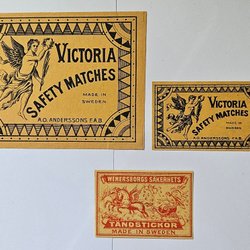 VICTORIA
SAFETY MATCHES
MADE IN
SWEDEN
A.O. ANDERSSONS FAB.
VICTORIA
SAFETY MATCHES
MADE IN
SWEDEN
A.O. ANDERSSONS FAB.
WENERSBORGS SÄKERHETS
TÄNDSTICKOR
MADE IN SWEDEN